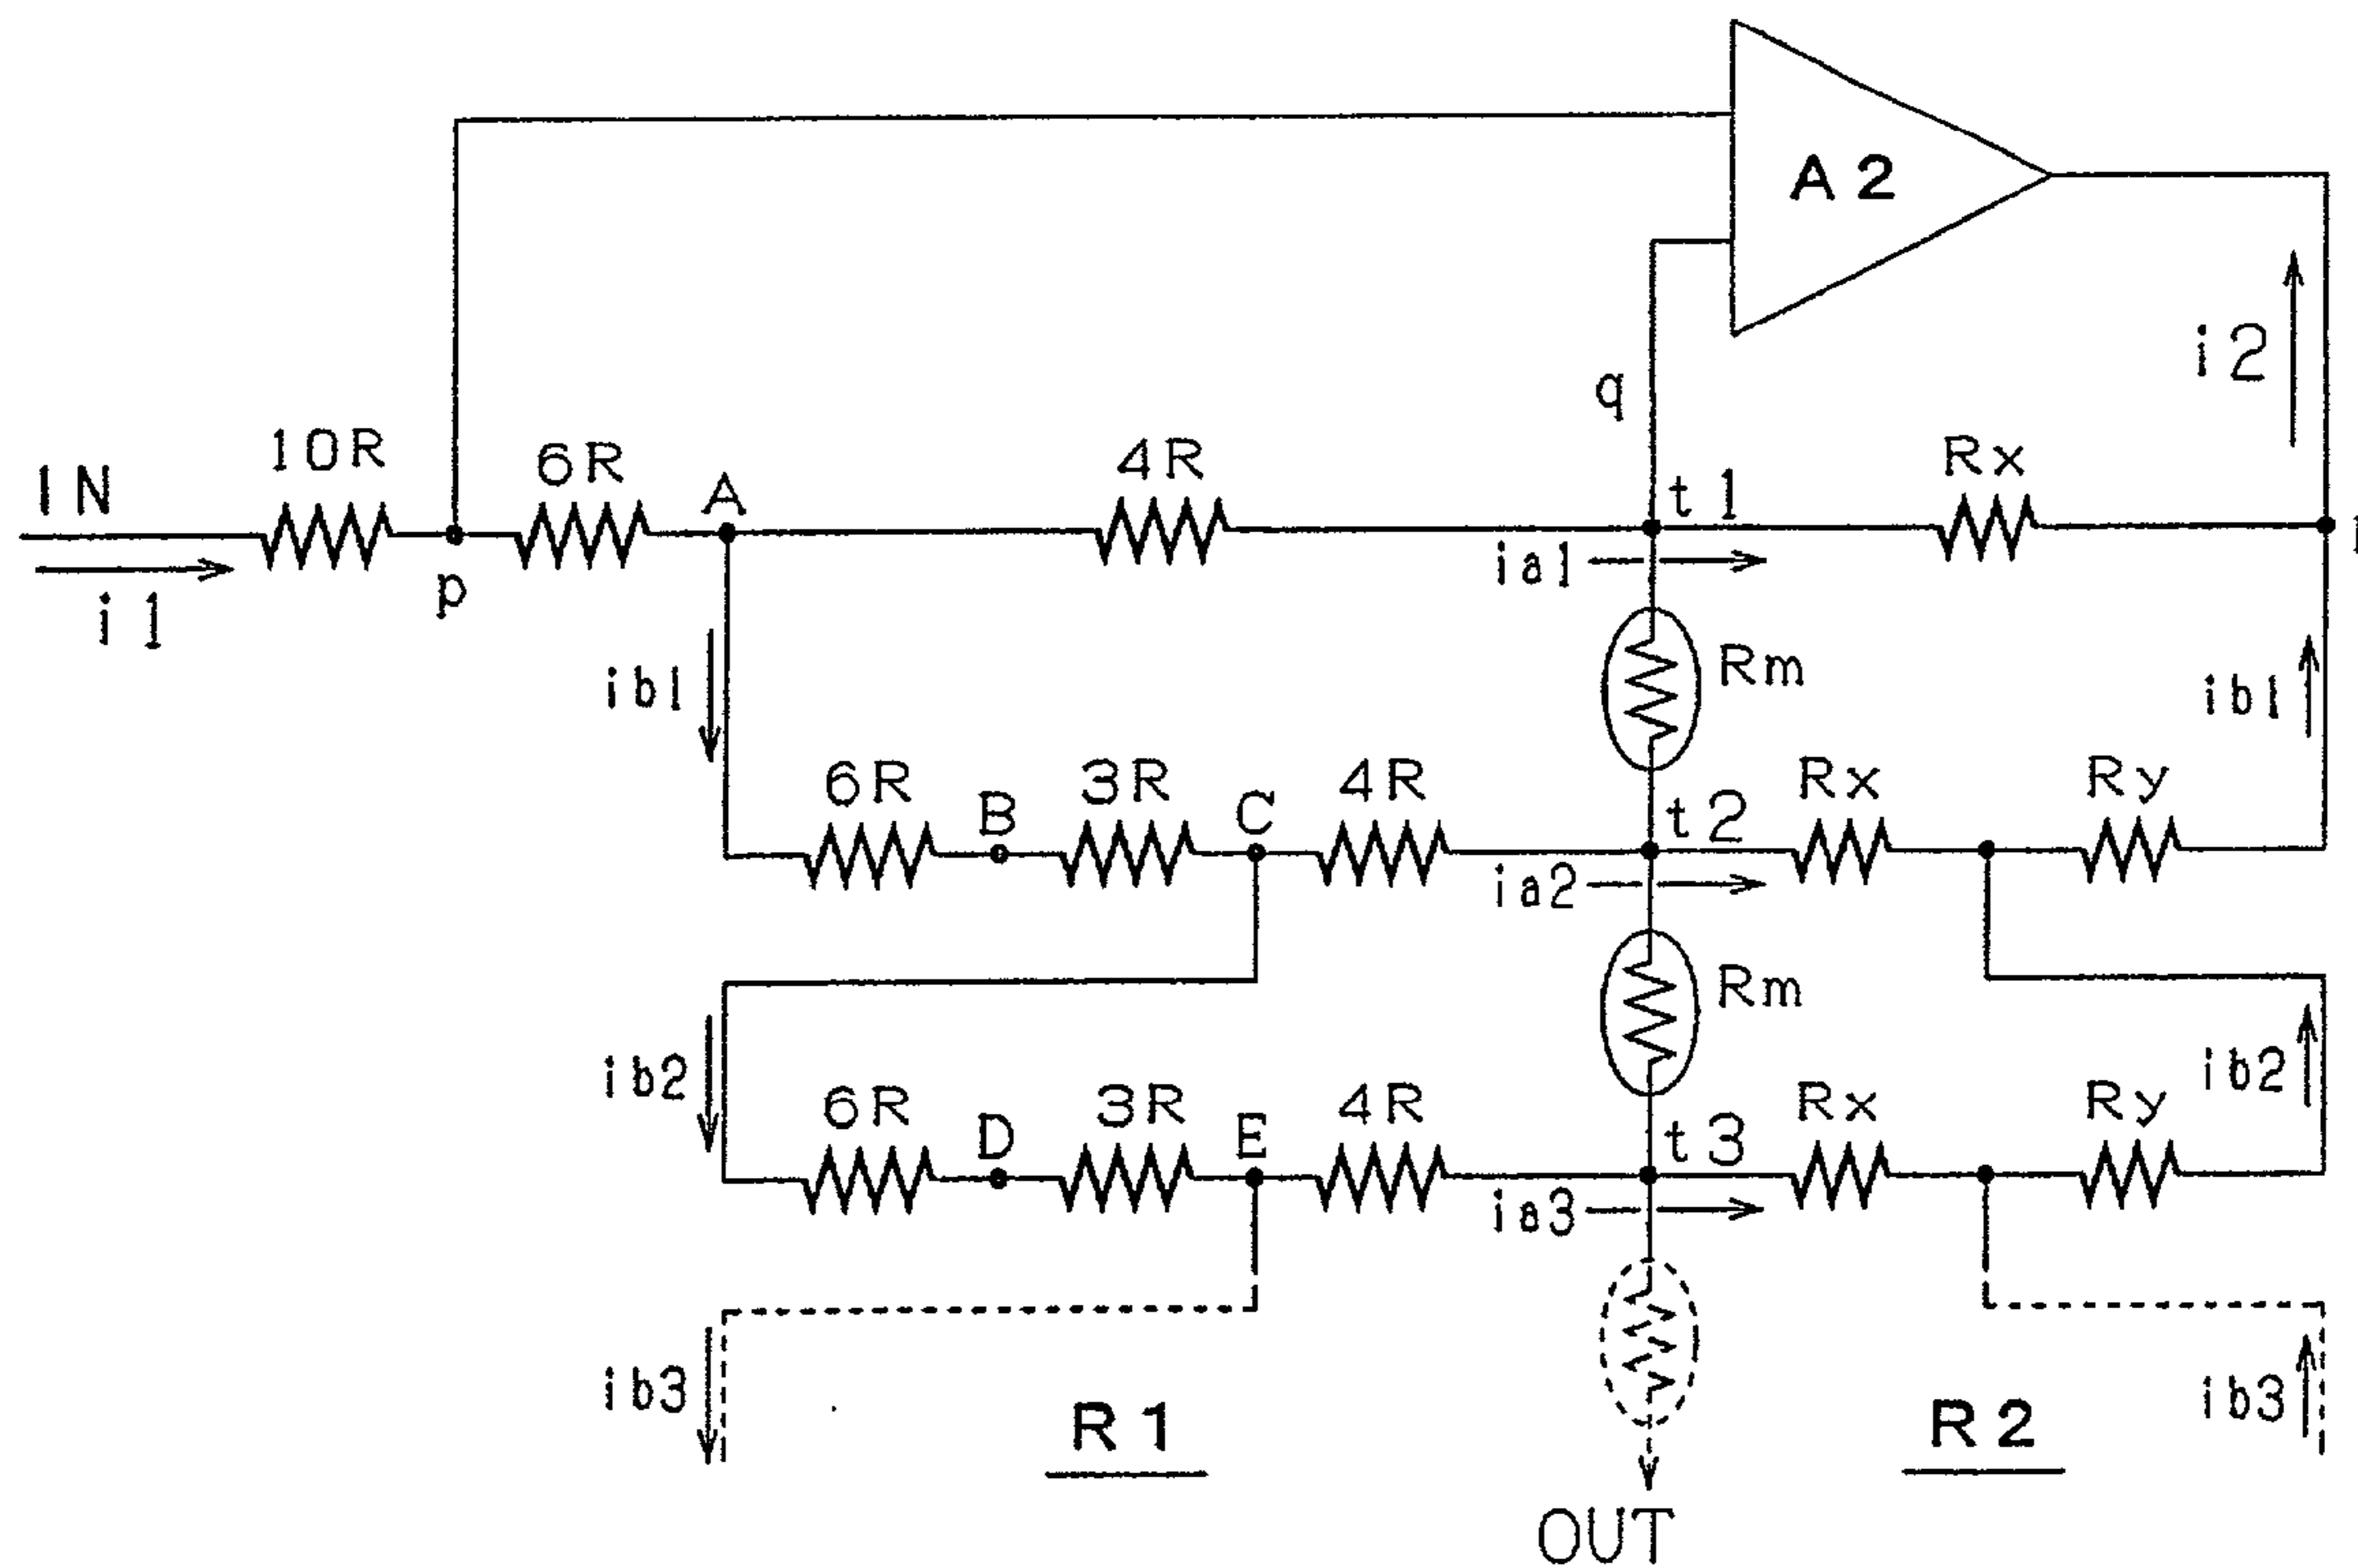 A2
q
i2
10R
6R
A
4R
t1
Rx
IN
i1
p
ia1
Rm
ib1
ib1
6R
B
3R
C
4R
t2
Rx
Ry
ia2
Rm
ib2
ib2
6R
D
3R
E
4R
t3
Rx
Ry
ia3
ib3
ib3
R1
R2
OUT